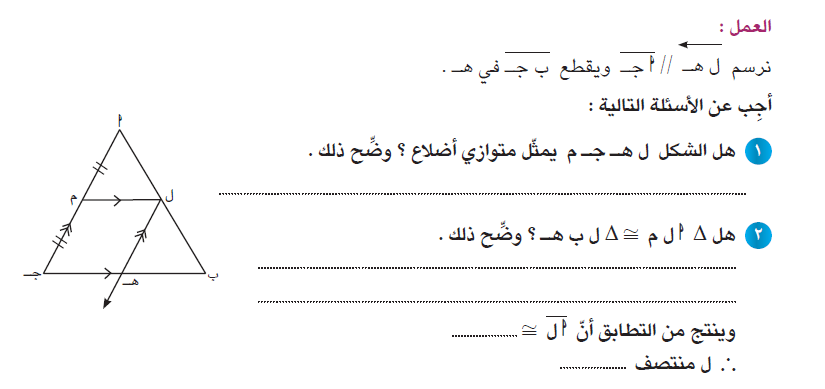 العمل :
نرسم ل هـ // أ جـ ويقطع ب جـ في هـ .
أجِب عن الأسئلة التالية :
١ هل الشكل ل هـ جـ م يمثّل متوازي أضلاع ؟ وضِّح ذلك .
٢ هل Δ أ ل م ≅ Δ ل ب هـ ؟ وضِّح ذلك .
وينتج من التطابق أنّ أ ل ≅
∴ ل منتصف
أ
م
ل
جـ
هـ
ب